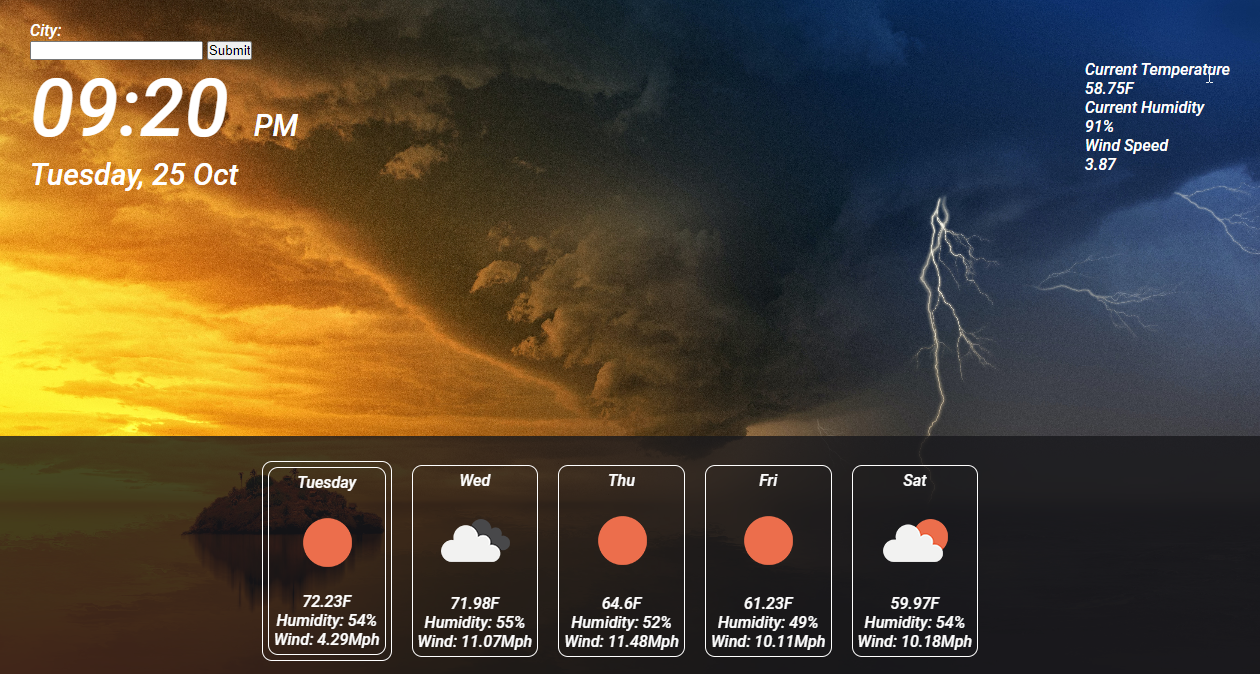 City:
Submit
09:20 PM
Tuesday, 25 Oct
Current Temperature
58.75F
Current Humidity
91%
Wind Speed
3.87
Tuesday
72.23F
Humidity: 54%
Wind: 4.29Mph
Wed
71.98F
Humidity: 55%
Wind: 11.07Mph
Thu
64.6F
Humidity: 52%
Wind: 11.48Mph
Fri
61.23F
Humidity: 49%
Wind: 10.11Mph
Sat
59.97F
Humidity: 54%
Wind: 10.18Mph